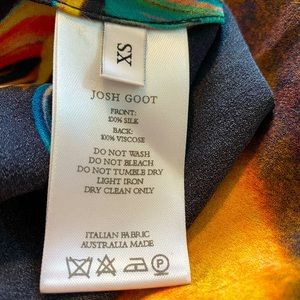 XS
JOSH GOOT
FRONT:
100% SILK
BACK:
100% VISCOSE
DO NOT WASH
DO NOT BLEACH
DO NOT TUMBLE DRY
LIGHT IRON
DRY CLEAN ONLY
ITALIAN FABRIC
AUSTRALIA MADE
P